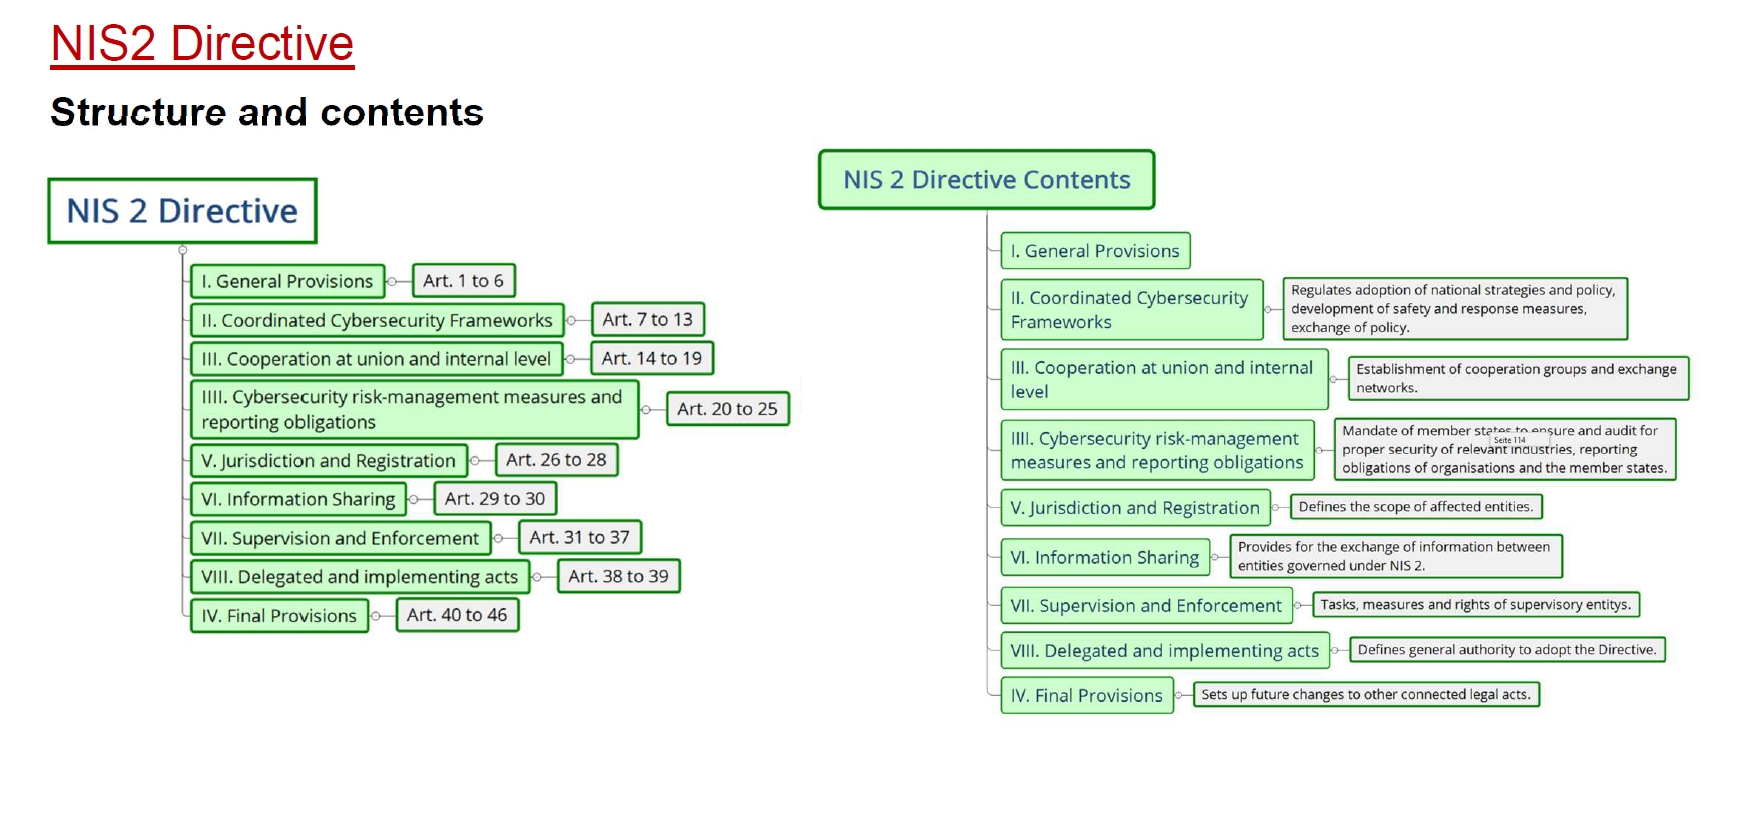 NIS2 Directive
Structure and contents
NIS 2 Directive
I. General Provisions
Art. 1 to 6
II. Coordinated Cybersecurity Frameworks
Art. 7 to 13
III. Cooperation at union and internal level
Art. 14 to 19
IIII. Cybersecurity risk-management measures and
reporting obligations
Art. 20 to 25
V. Jurisdiction and Registration
Art. 26 to 28
VI. Information Sharing
Art. 29 to 30
VII. Supervision and Enforcement
Art. 31 to 37
VIII. Delegated and implementing acts
Art. 38 to 39
IV. Final Provisions
Art. 40 to 46
NIS 2 Directive Contents
I. General Provisions
II. Coordinated Cybersecurity
Frameworks
Regulates adoption of national strategies and policy,
development of safety and response measures,
exchange of policy.
III. Cooperation at union and internal
level
Establishment of cooperation groups and exchange
networks.
IIII. Cybersecurity risk-management
measures and reporting obligations
Mandate of member states to ensure and audit for
proper security of relevant industries, reporting
obligations of organisations and the member states.
Seite 114
V. Jurisdiction and Registration
Defines the scope of affected entities.
VI. Information Sharing
Provides for the exchange of information between
entities governed under NIS 2.
VII. Supervision and Enforcement
Tasks, measures and rights of supervisory entitys.
VIII. Delegated and implementing acts
Defines general authority to adopt the Directive.
IV. Final Provisions
Sets up future changes to other connected legal acts.